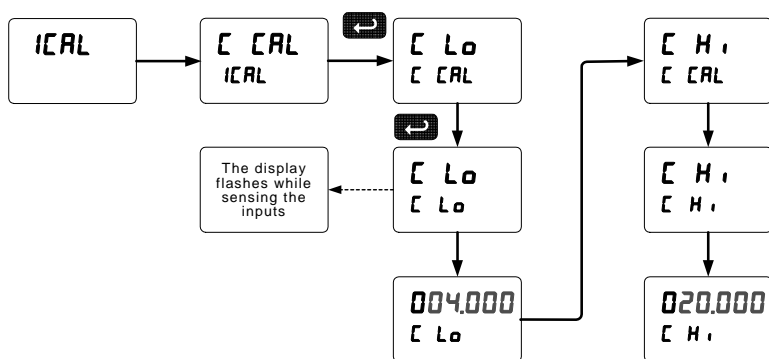 ICAL
C CAL
ICAL
C Lo
C CAL
C Lo
C Lo
The display
flashes while
sensing the
inputs
004.000
C Lo
C Hi
C CAL
C Hi
C Hi
020.000
C Hi